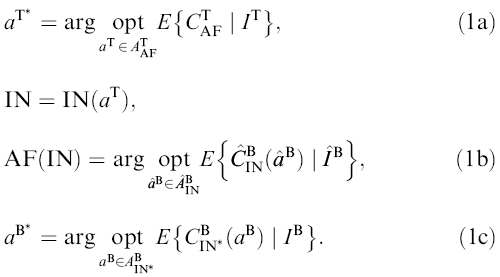 a^{T*} = arg opt_{a^T ∈ A^T_{AF}} E{C^T_{AF} | I^T}, (1a)
IN = IN(a^T),
AF(IN) = arg opt_{â^B ∈ Â^B_{IN}} E{Ĉ^B_{IN}(â^B) | Î^B}, (1b)
a^{B*} = arg opt_{a^B ∈ A^B_{IN*}} E{C^B_{IN*}(a^B) | I^B}. (1c)